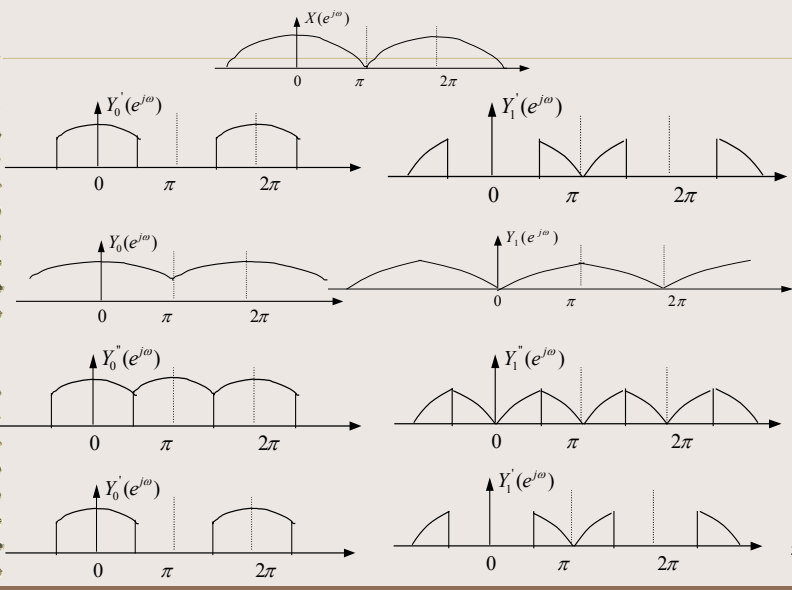 X(e^{jω})
0 π 2π
Y_0^'(e^{jω}) Y_1^'(e^{jω})
0 π 2π 0 π 2π
Y_0(e^{jω}) Y_1(e^{jω})
0 π 2π 0 π 2π
Y_0^"(e^{jω}) Y_1^"(e^{jω})
0 π 2π 0 π 2π
Y_0^'(e^{jω}) Y_1^'(e^{jω})
0 π 2π 0 π 2π